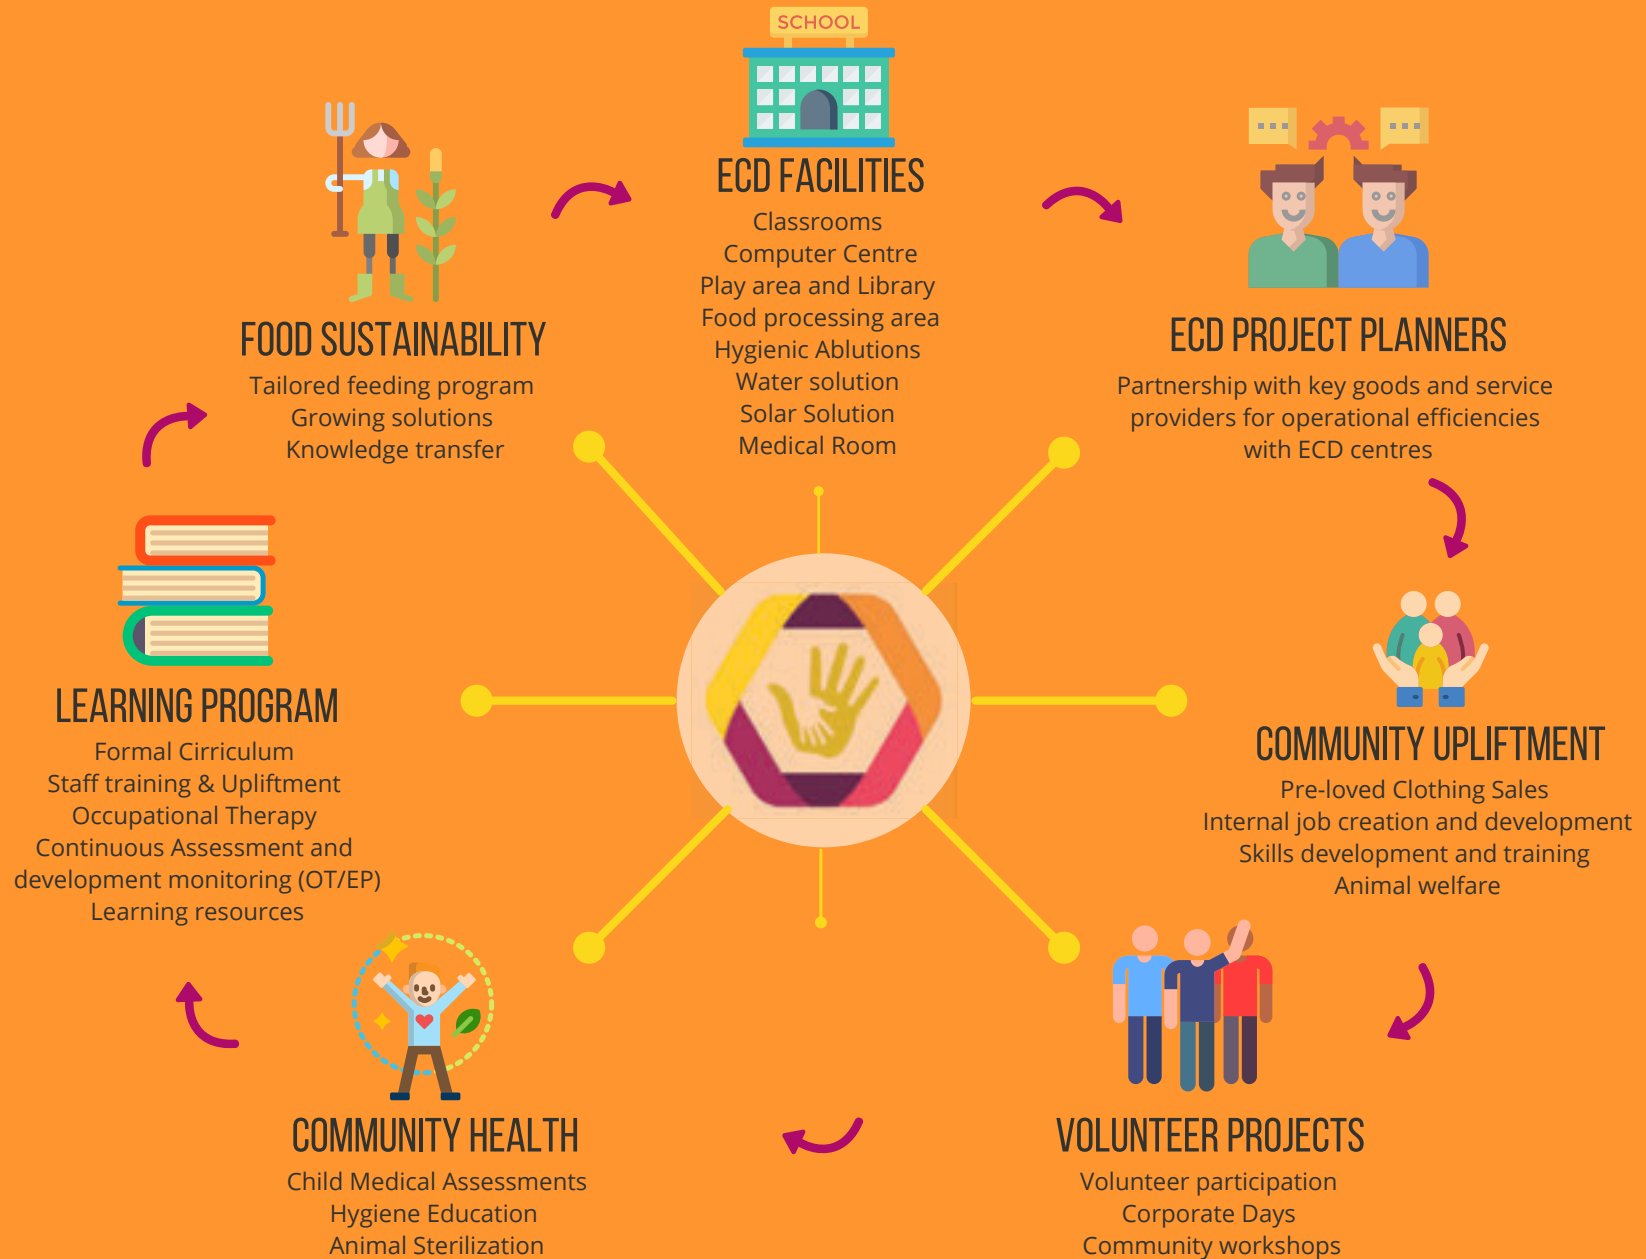 SCHOOL
ECD FACILITIES
Classrooms
Computer Centre
Play area and Library
Food processing area
Hygienic Ablutions
Water solution
Solar Solution
Medical Room
ECD PROJECT PLANNERS
Partnership with key goods and service
providers for operational efficiencies
with ECD centres
COMMUNITY UPLIFTMENT
Pre-loved Clothing Sales
Internal job creation and development
Skills development and training
Animal welfare
VOLUNTEER PROJECTS
Volunteer participation
Corporate Days
Community workshops
COMMUNITY HEALTH
Child Medical Assessments
Hygiene Education
Animal Sterilization
LEARNING PROGRAM
Formal Cirriculum
Staff training & Upliftment
Occupational Therapy
Continuous Assessment and
development monitoring (OT/EP)
Learning resources
FOOD SUSTAINABILITY
Tailored feeding program
Growing solutions
Knowledge transfer